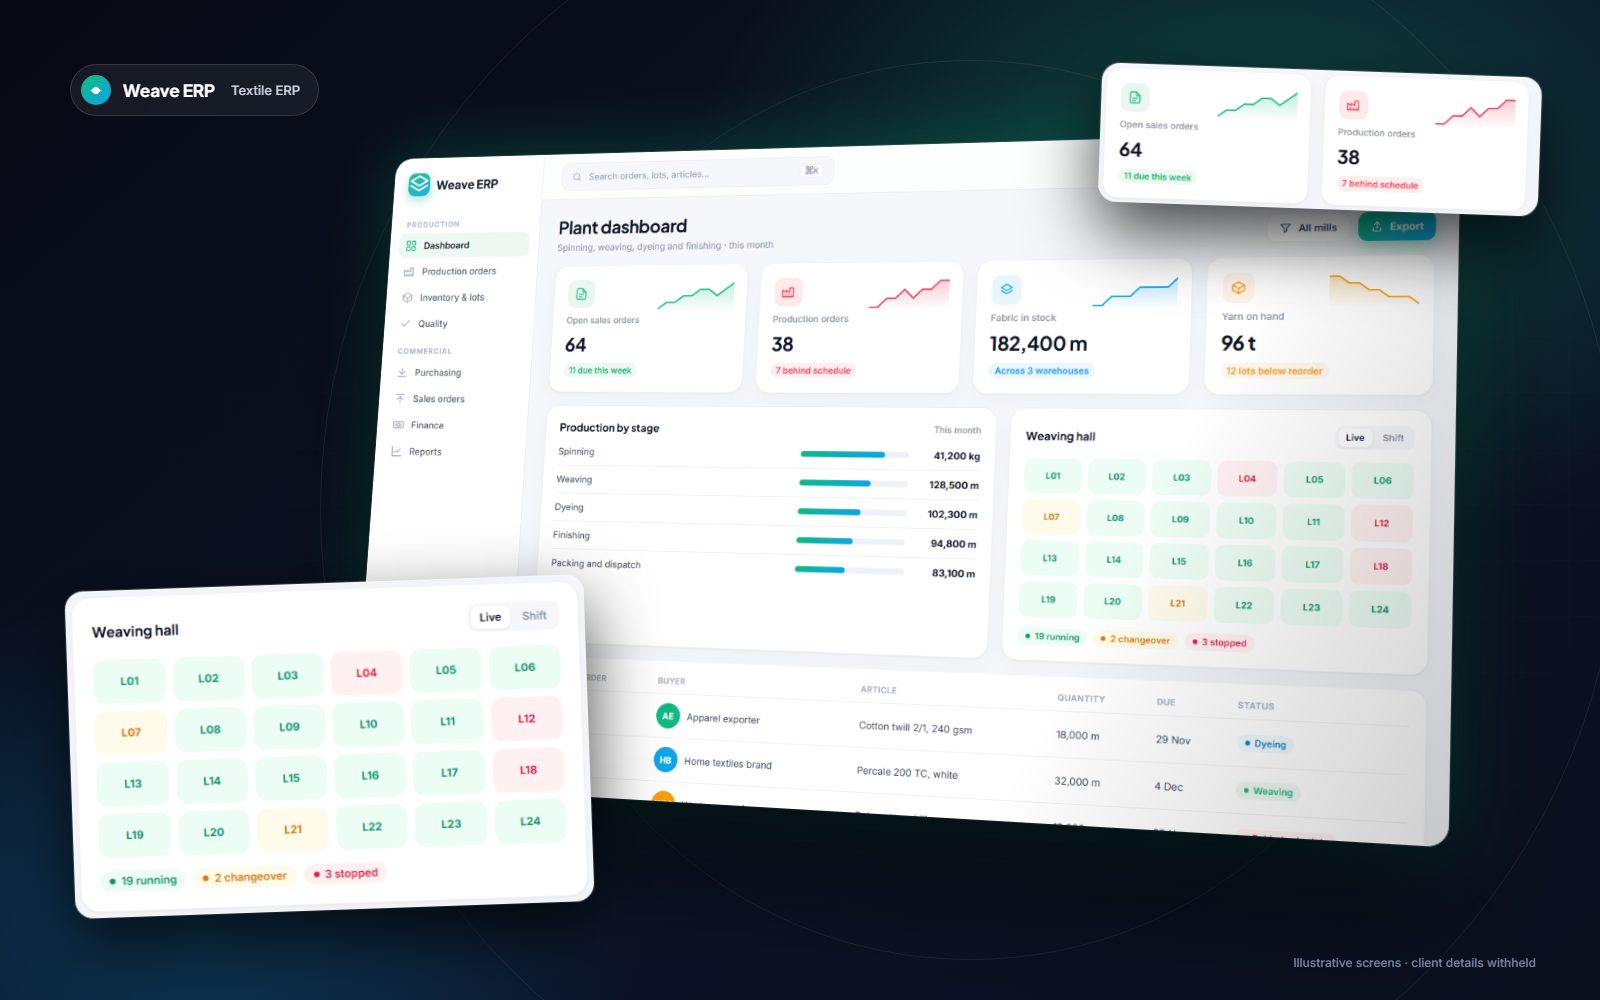 Weave ERP Textile ERP
Open sales orders
64
11 due this week
Production orders
38
7 behind schedule
Weave ERP
Search orders, lots, articles...
⌘K
PRODUCTION
Dashboard
Production orders
Inventory & lots
Quality
COMMERCIAL
Purchasing
Sales orders
Finance
Reports
Plant dashboard
Spinning, weaving, dyeing and finishing · this month
All mills
Export
Open sales orders
64
11 due this week
Production orders
38
7 behind schedule
Fabric in stock
182,400 m
Across 3 warehouses
Yarn on hand
96 t
12 lots below reorder
Production by stage This month
Spinning 41,200 kg
Weaving 128,500 m
Dyeing 102,300 m
Finishing 94,800 m
Packing and dispatch 83,100 m
Weaving hall Live Shift
L01 L02 L03 L04 L05 L06
L07 L08 L09 L10 L11 L12
L13 L14 L15 L16 L17 L18
L19 L20 L21 L22 L23 L24
19 running 2 changeover 3 stopped
BUYER ARTICLE QUANTITY DUE STATUS
AE Apparel exporter Cotton twill 2/1, 240 gsm 18,000 m 29 Nov Dyeing
HB Home textiles brand Percale 200 TC, white 32,000 m 4 Dec Weaving
Weaving hall Live Shift
L01 L02 L03 L04 L05 L06
L07 L08 L09 L10 L11 L12
L13 L14 L15 L16 L17 L18
L19 L20 L21 L22 L23 L24
19 running 2 changeover 3 stopped
Illustrative screens · client details withheld